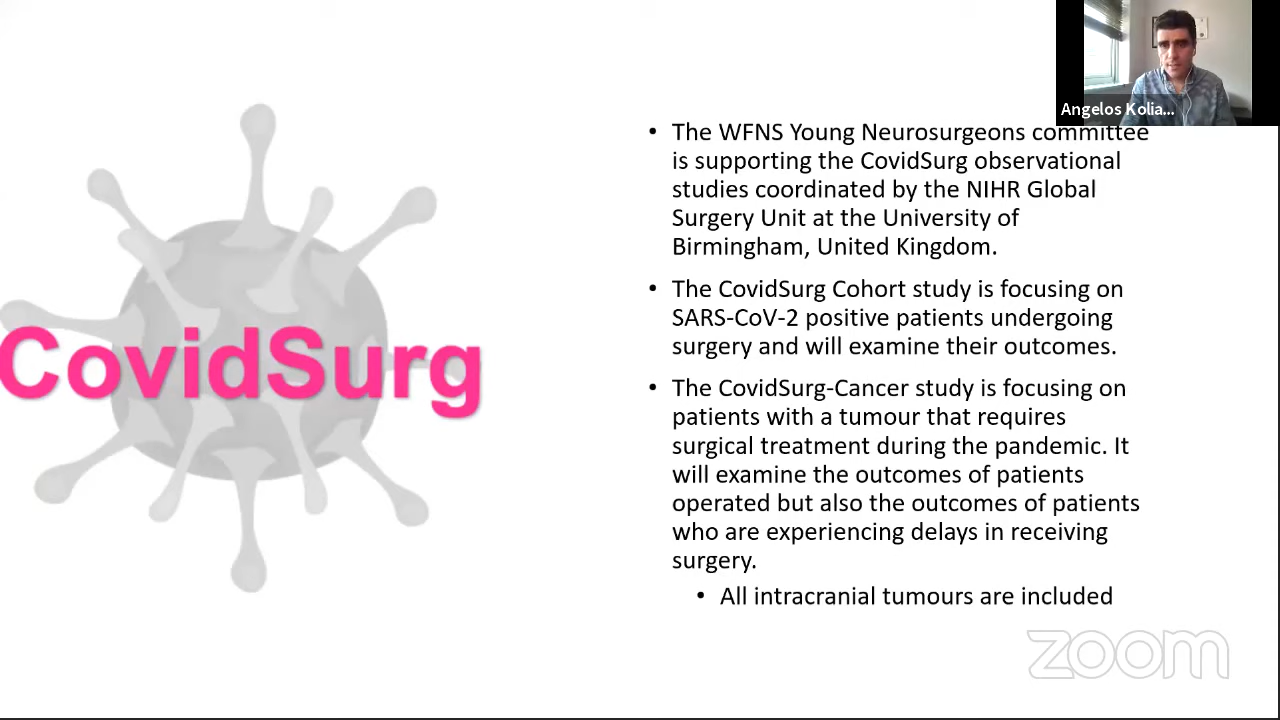 Angelos Kolia...
• The WFNS Young Neurosurgeons committee
is supporting the CovidSurg observational
studies coordinated by the NIHR Global
Surgery Unit at the University of
Birmingham, United Kingdom.
• The CovidSurg Cohort study is focusing on
SARS-CoV-2 positive patients undergoing
surgery and will examine their outcomes.
• The CovidSurg-Cancer study is focusing on
patients with a tumour that requires
surgical treatment during the pandemic. It
will examine the outcomes of patients
operated but also the outcomes of patients
who are experiencing delays in receiving
surgery.
• All intracranial tumours are included
CovidSurg
zoom